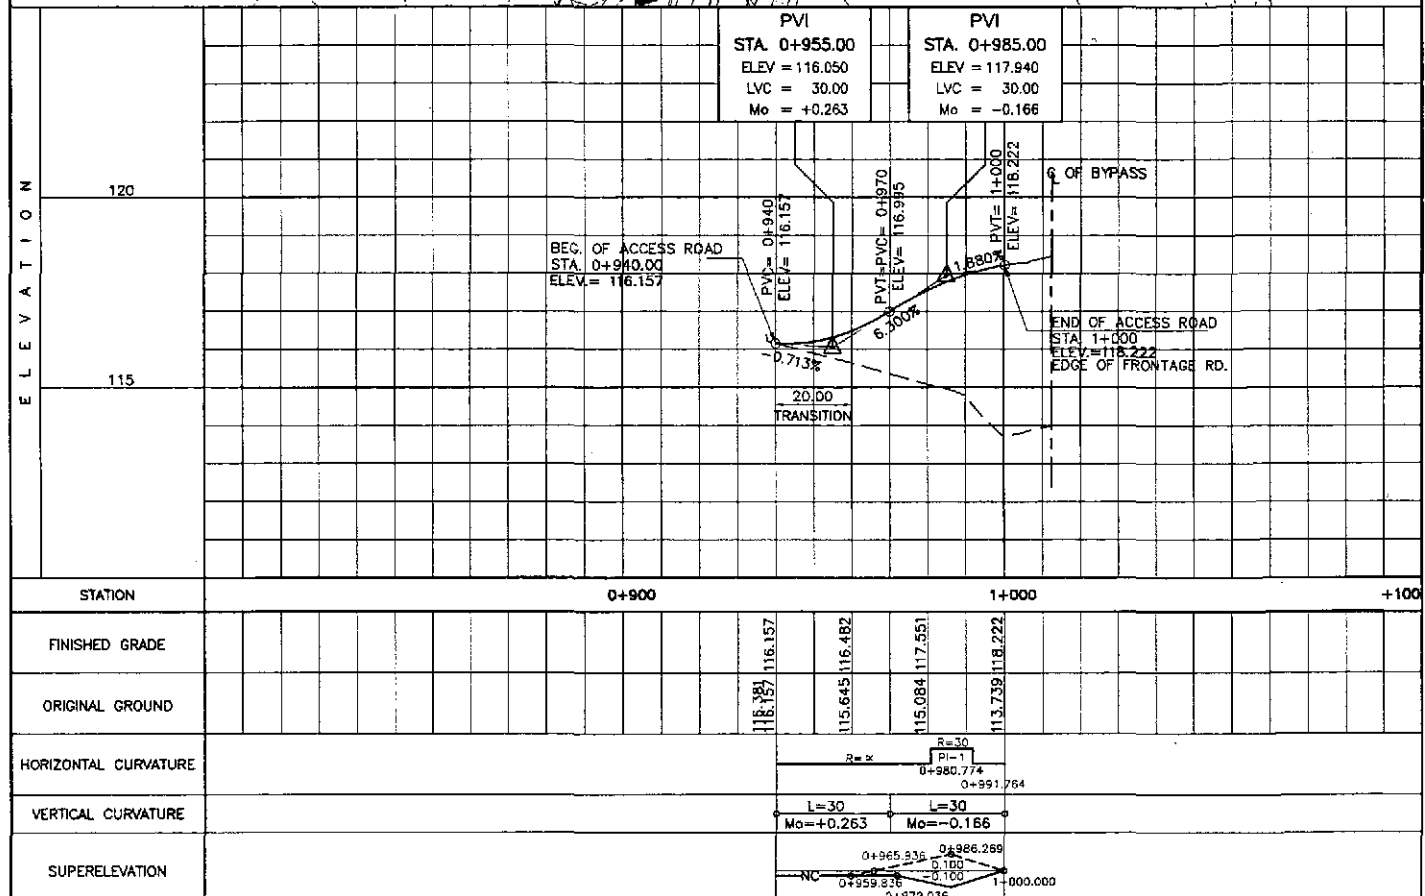 PVI
STA. 0+955.00
ELEV = 116.050
LVC = 30.00
Mo = +0.263
PVI
STA. 0+985.00
ELEV = 117.940
LVC = 30.00
Mo = -0.166
ELEVATION
120
115
BEG. OF ACCESS ROAD
STA. 0+940.00
ELEV.= 116.157
PVC= 0+940
ELEV= 116.157
PVT=PVC= 0+970
ELEV= 116.995
PVT= 1+000
ELEV= 118.222
℄ OF BYPASS
-0.713%
6.300%
1.880%
20.00
TRANSITION
END OF ACCESS ROAD
STA 1+000
ELEV.=118.222
EDGE OF FRONTAGE RD.
STATION 0+900 1+000 +100
FINISHED GRADE 116.157 116.482 117.551 118.222
ORIGINAL GROUND 116.381 116.157 115.645 115.084 113.739
HORIZONTAL CURVATURE
R=∝
R=30
PI-1
0+980.774
0+991.764
VERTICAL CURVATURE
L=30
Mo=+0.263
L=30
Mo=-0.166
SUPERELEVATION
NC
0+965.936
0+986.269
0.100
-0.100
0+959.836
1+000.000